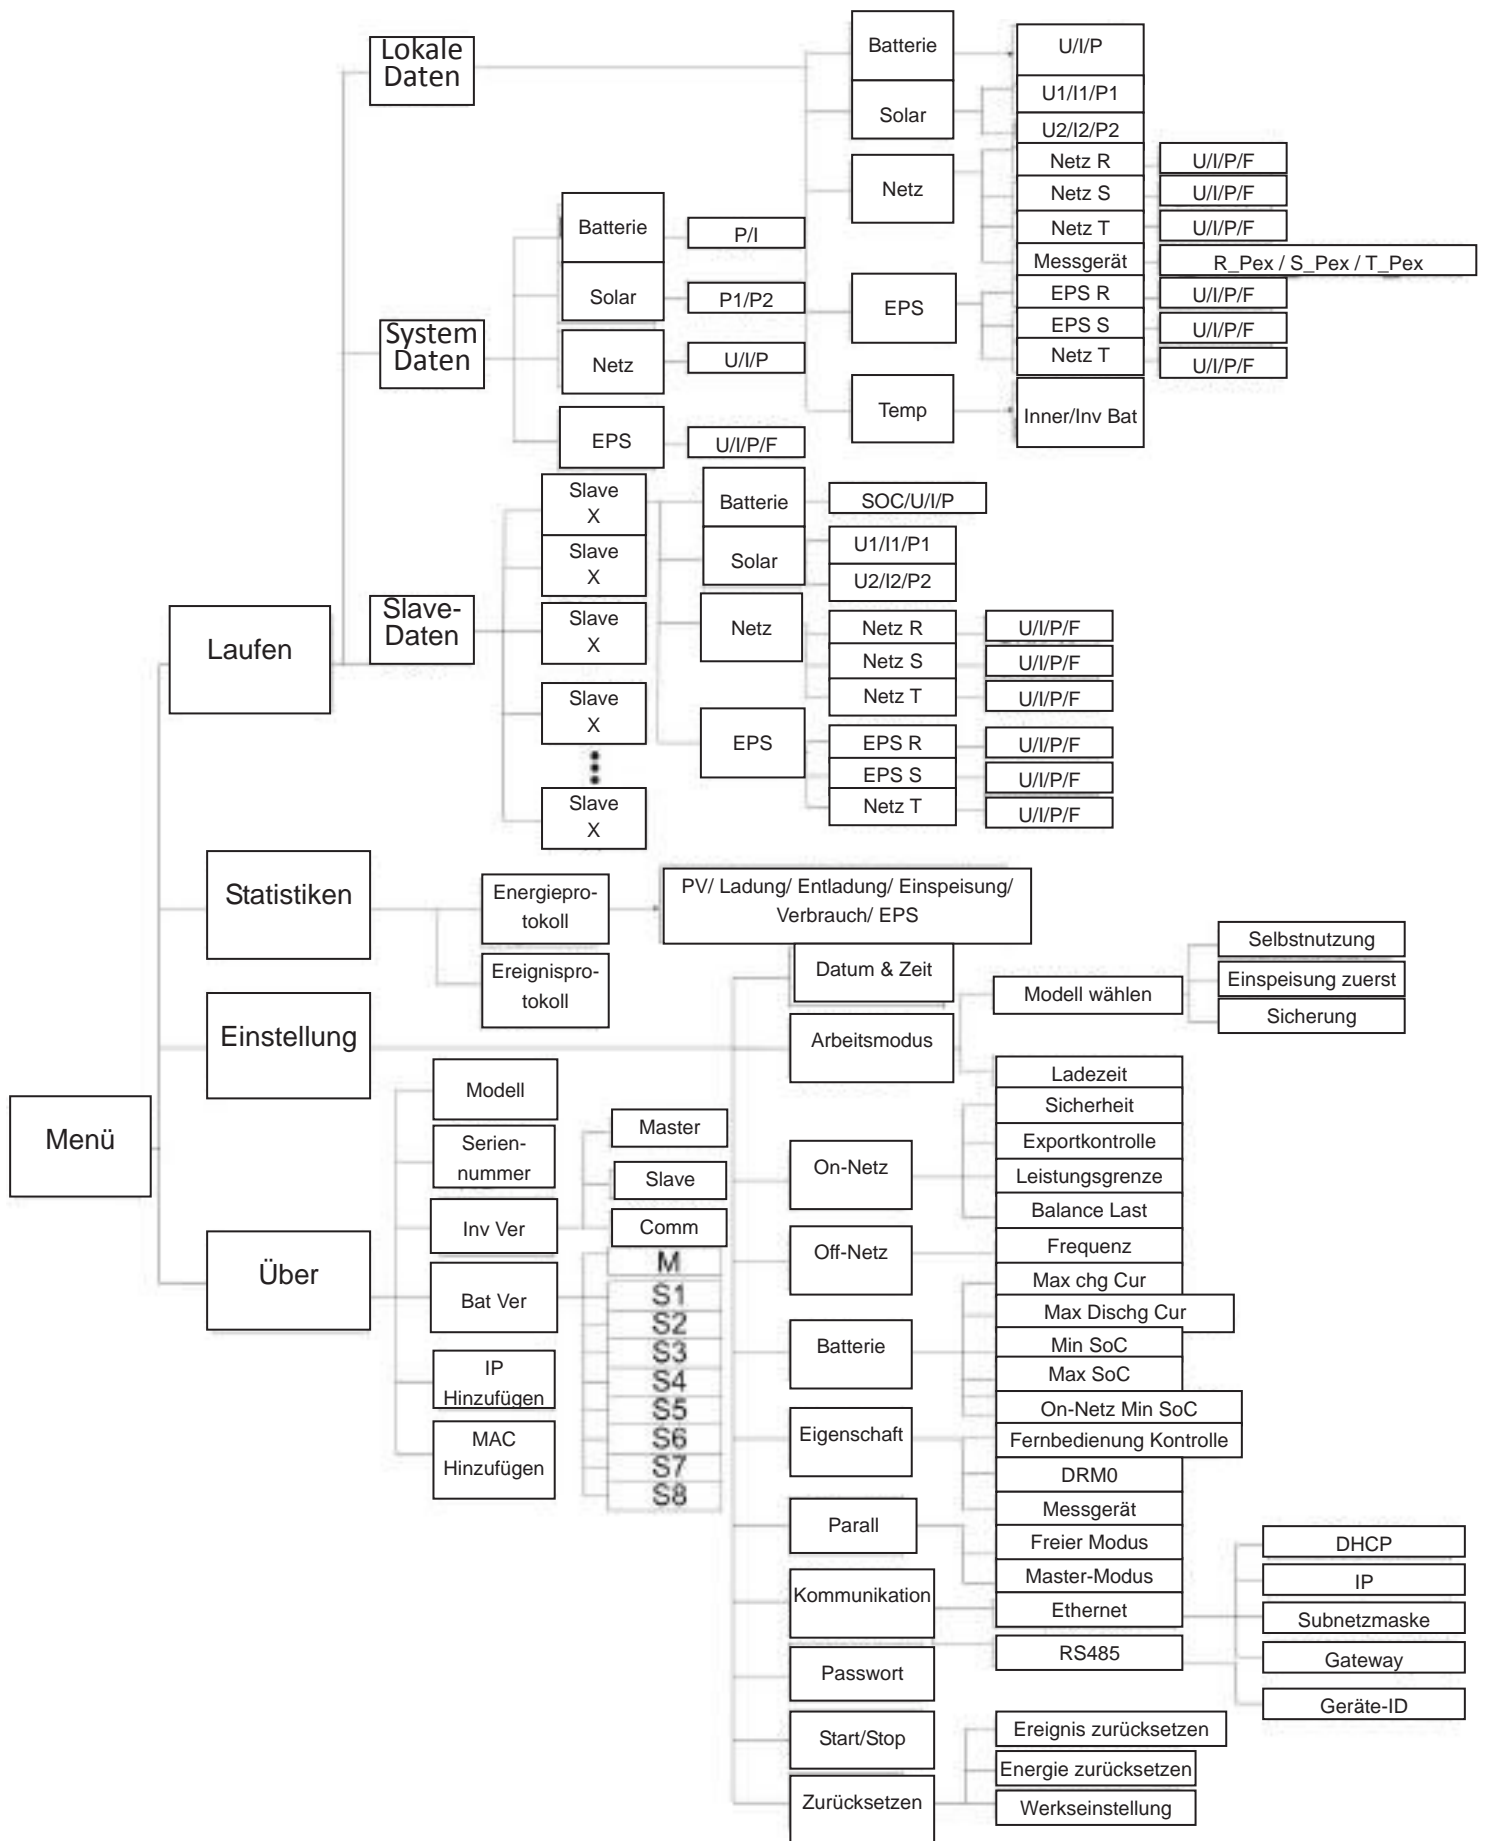 Lokale
Daten
Batterie
U/I/P
Solar
U1/I1/P1
U2/I2/P2
Netz
Netz R
U/I/P/F
Netz S
U/I/P/F
Netz T
U/I/P/F
Messgerät
R_Pex / S_Pex / T_Pex
EPS
EPS R
U/I/P/F
EPS S
U/I/P/F
Netz T
U/I/P/F
Temp
Inner/Inv Bat
System
Daten
Batterie
P/I
Solar
P1/P2
Netz
U/I/P
EPS
U/I/P/F
Laufen
Slave-
Daten
Slave
X
Slave
X
Slave
X
Slave
X
Slave
X
Batterie
SOC/U/I/P
Solar
U1/I1/P1
U2/I2/P2
Netz
Netz R
U/I/P/F
Netz S
U/I/P/F
Netz T
U/I/P/F
EPS
EPS R
U/I/P/F
EPS S
U/I/P/F
Netz T
U/I/P/F
Statistiken
Energiepro-
tokoll
PV/ Ladung/ Entladung/ Einspeisung/
Verbrauch/ EPS
Ereignispro-
tokoll
Einstellung
Datum & Zeit
Arbeitsmodus
Modell wählen
Selbstnutzung
Einspeisung zuerst
Sicherung
Ladezeit
On-Netz
Sicherheit
Exportkontrolle
Leistungsgrenze
Balance Last
Off-Netz
Frequenz
Batterie
Max chg Cur
Max Dischg Cur
Min SoC
Max SoC
On-Netz Min SoC
Eigenschaft
Fernbedienung Kontrolle
DRM0
Messgerät
Parall
Freier Modus
Master-Modus
Kommunikation
Ethernet
DHCP
IP
Subnetzmaske
Gateway
RS485
Geräte-ID
Passwort
Start/Stop
Zurücksetzen
Ereignis zurücksetzen
Energie zurücksetzen
Werkseinstellung
Menü
Über
Modell
Serien-
nummer
Inv Ver
Master
Slave
Comm
Bat Ver
M
S1
S2
S3
S4
S5
S6
S7
S8
IP
Hinzufügen
MAC
Hinzufügen